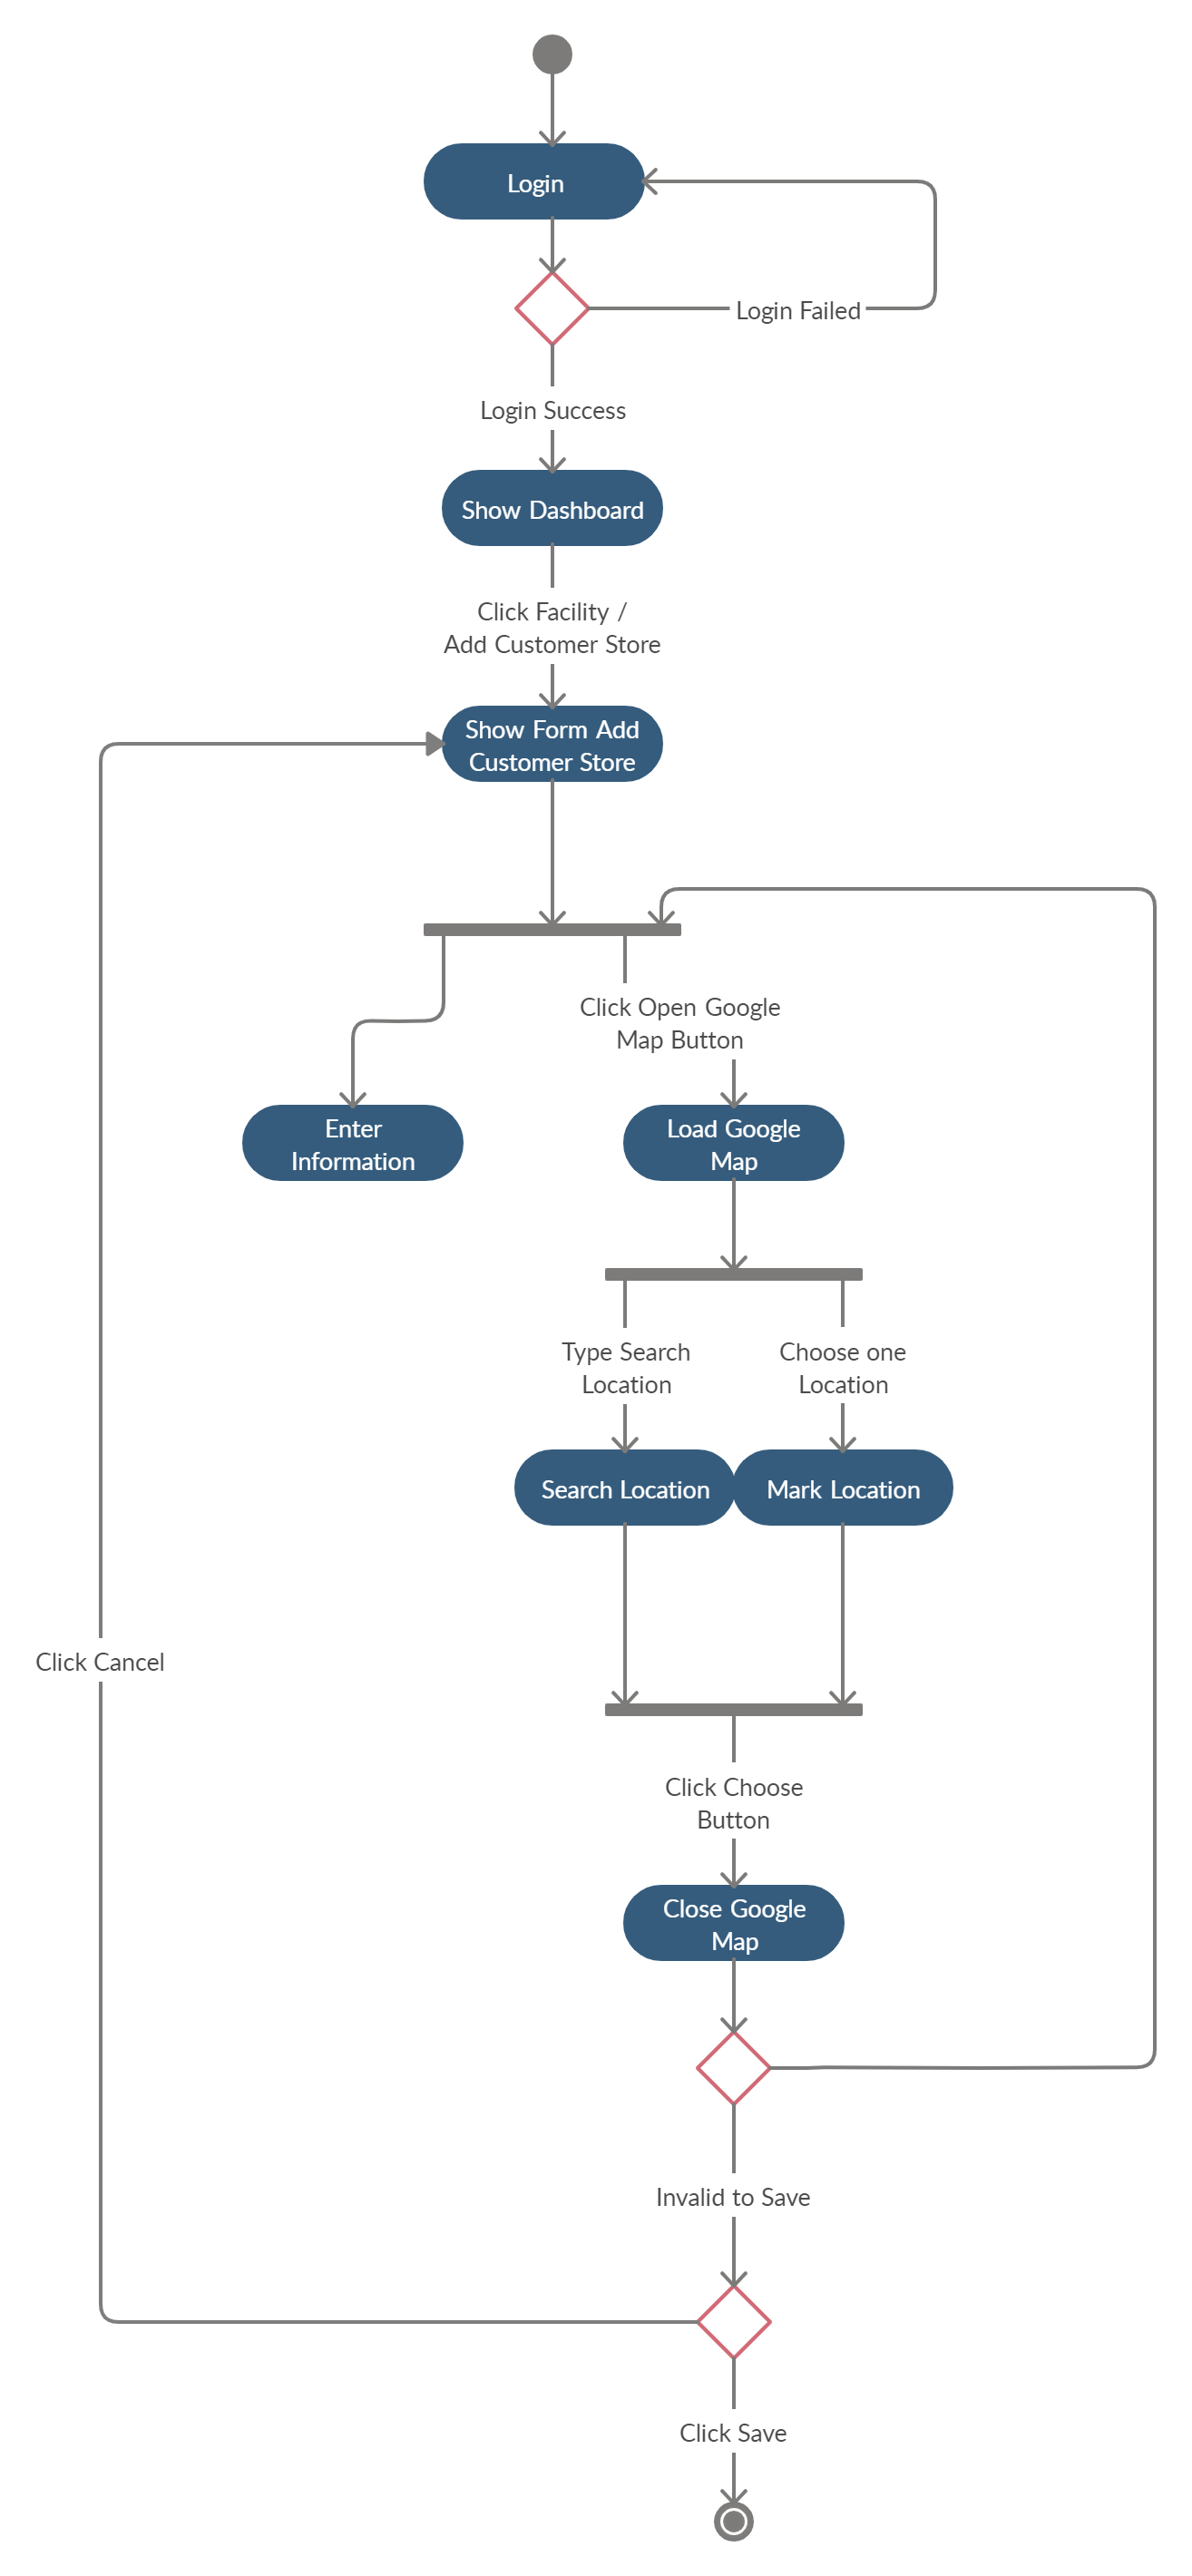 Login
Login Failed
Login Success
Show Dashboard
Click Facility /
Add Customer Store
Show Form Add
Customer Store
Click Open Google
Map Button
Enter
Information
Load Google
Map
Type Search
Location
Choose one
Location
Search Location
Mark Location
Click Cancel
Click Choose
Button
Close Google
Map
Invalid to Save
Click Save